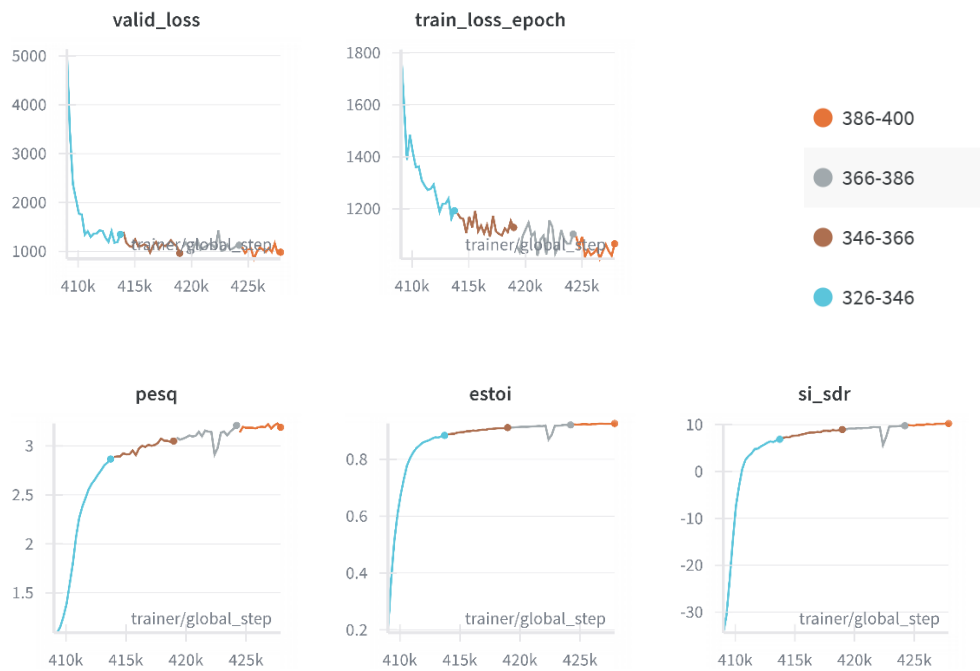 valid_loss
5000
4000
3000
2000
1000
trainer/global_step
410k 415k 420k 425k
train_loss_epoch
1800
1600
1400
1200
trainer/global_step
410k 415k 420k 425k
386-400
366-386
346-366
326-346
pesq
3
2.5
2
1.5
trainer/global_step
410k 415k 420k 425k
estoi
0.8
0.6
0.4
0.2
trainer/global_step
410k 415k 420k 425k
si_sdr
10
0
-10
-20
-30
trainer/global_step
410k 415k 420k 425k